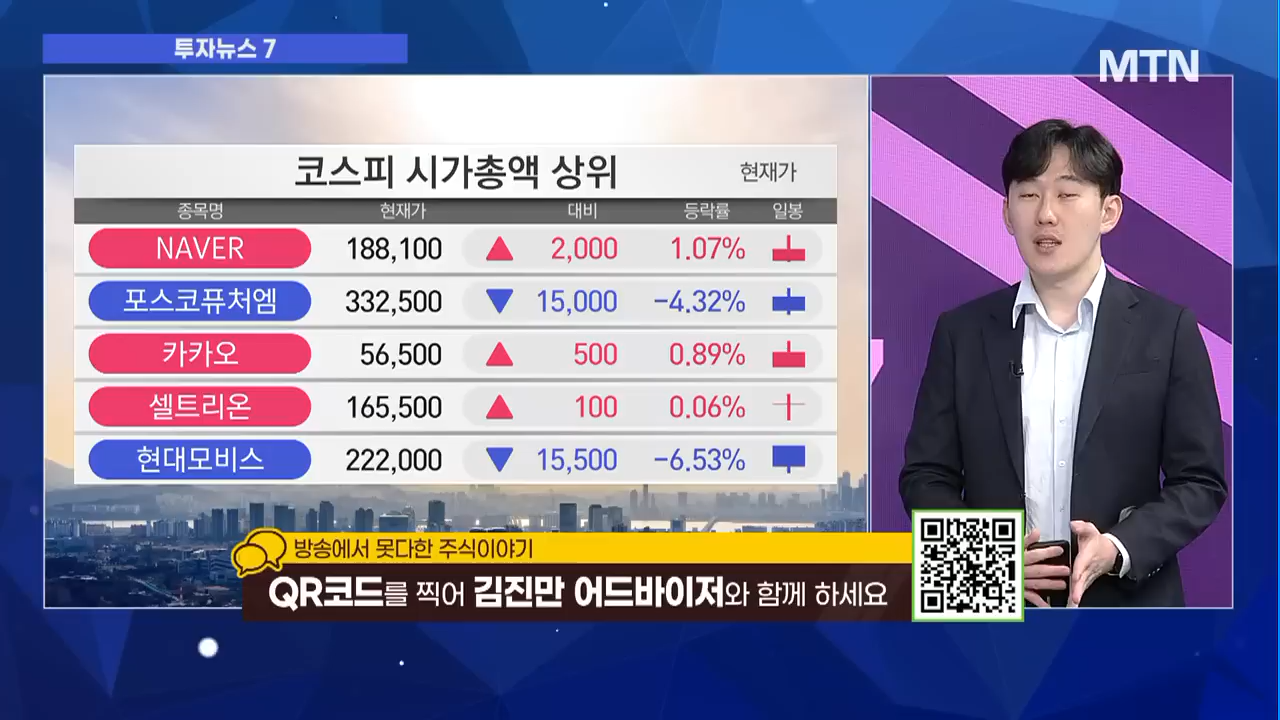 투자뉴스 7
MTN
코스피 시가총액 상위 현재가
종목명 현재가 대비 등락률 일봉
NAVER 188,100 ▲ 2,000 1.07%
포스코퓨처엠 332,500 ▼ 15,000 -4.32%
카카오 56,500 ▲ 500 0.89%
셀트리온 165,500 ▲ 100 0.06%
현대모비스 222,000 ▼ 15,500 -6.53%
방송에서 못다한 주식이야기
QR코드를 찍어 김진만 어드바이저와 함께 하세요